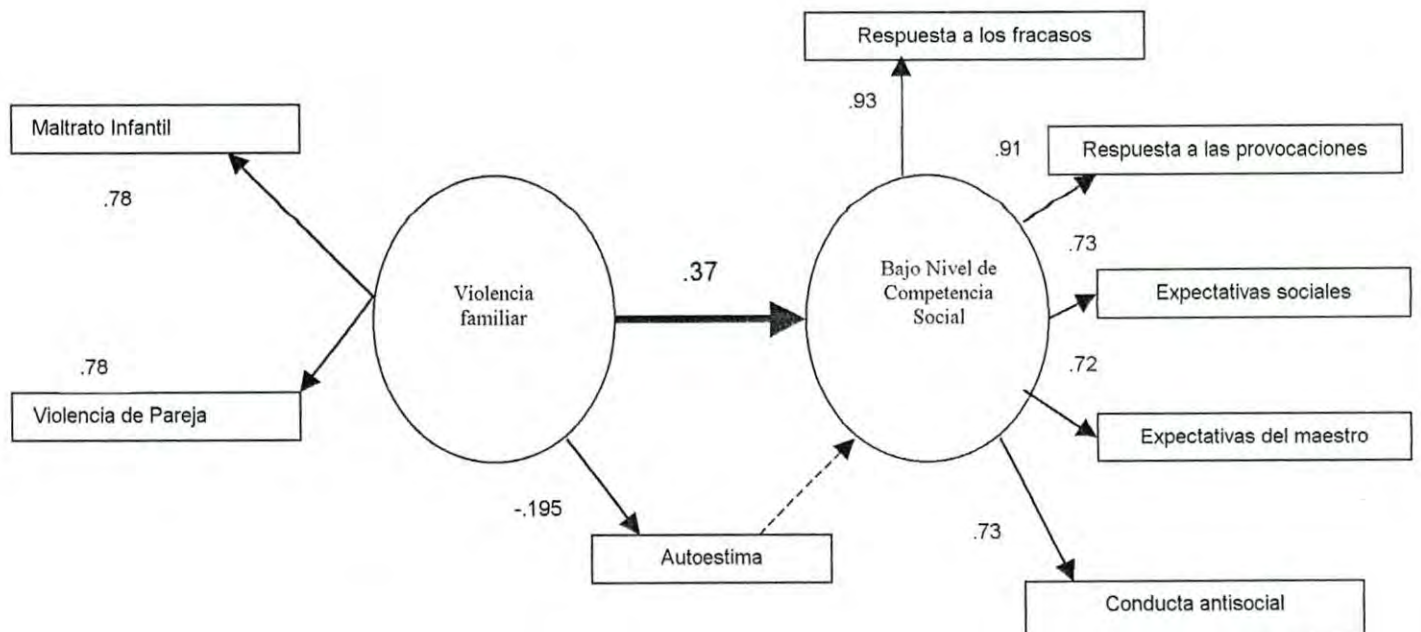 Respuesta a los fracasos
.93
Maltrato Infantil
.91
Respuesta a las provocaciones
.78
.73
Violencia
familiar
.37
Bajo Nivel de
Competencia
Social
Expectativas sociales
.78
.72
Violencia de Pareja
Expectativas del maestro
-.195
.73
Autoestima
Conducta antisocial